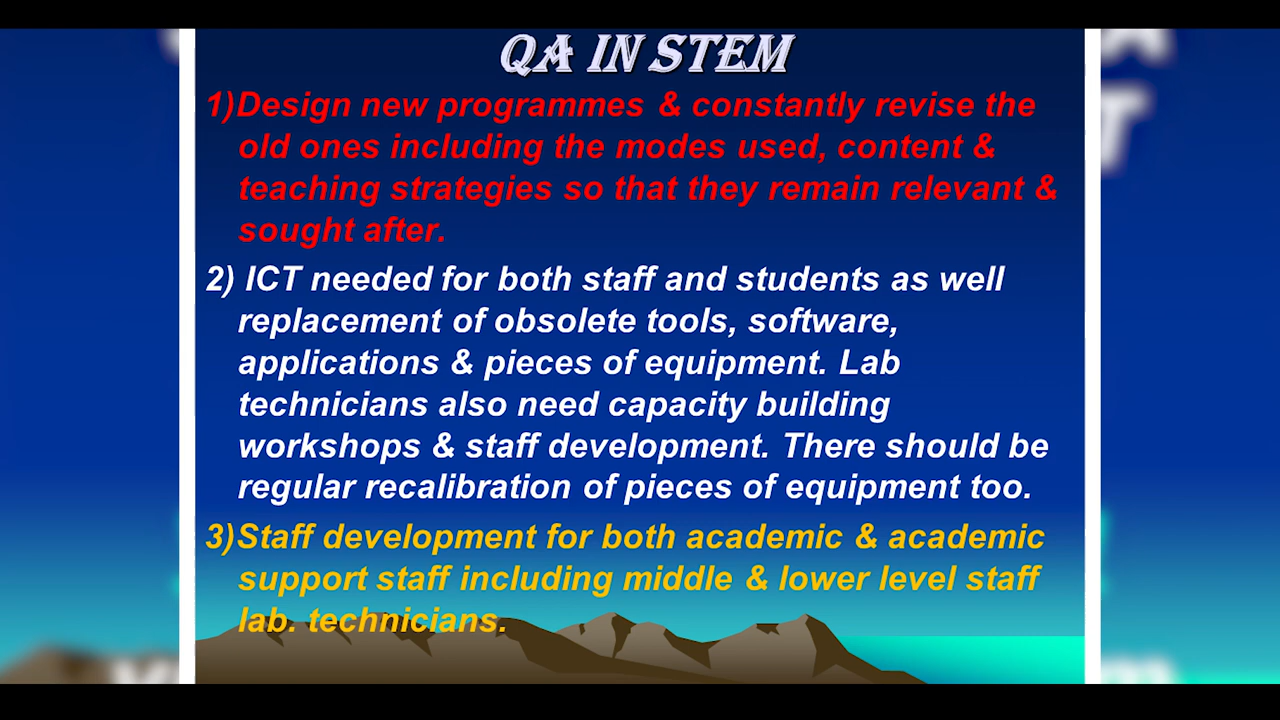 QA IN STEM
1)Design new programmes & constantly revise the
old ones including the modes used, content &
teaching strategies so that they remain relevant &
sought after.
2) ICT needed for both staff and students as well
replacement of obsolete tools, software,
applications & pieces of equipment. Lab
technicians also need capacity building
workshops & staff development. There should be
regular recalibration of pieces of equipment too.
3)Staff development for both academic & academic
support staff including middle & lower level staff
lab. technicians.